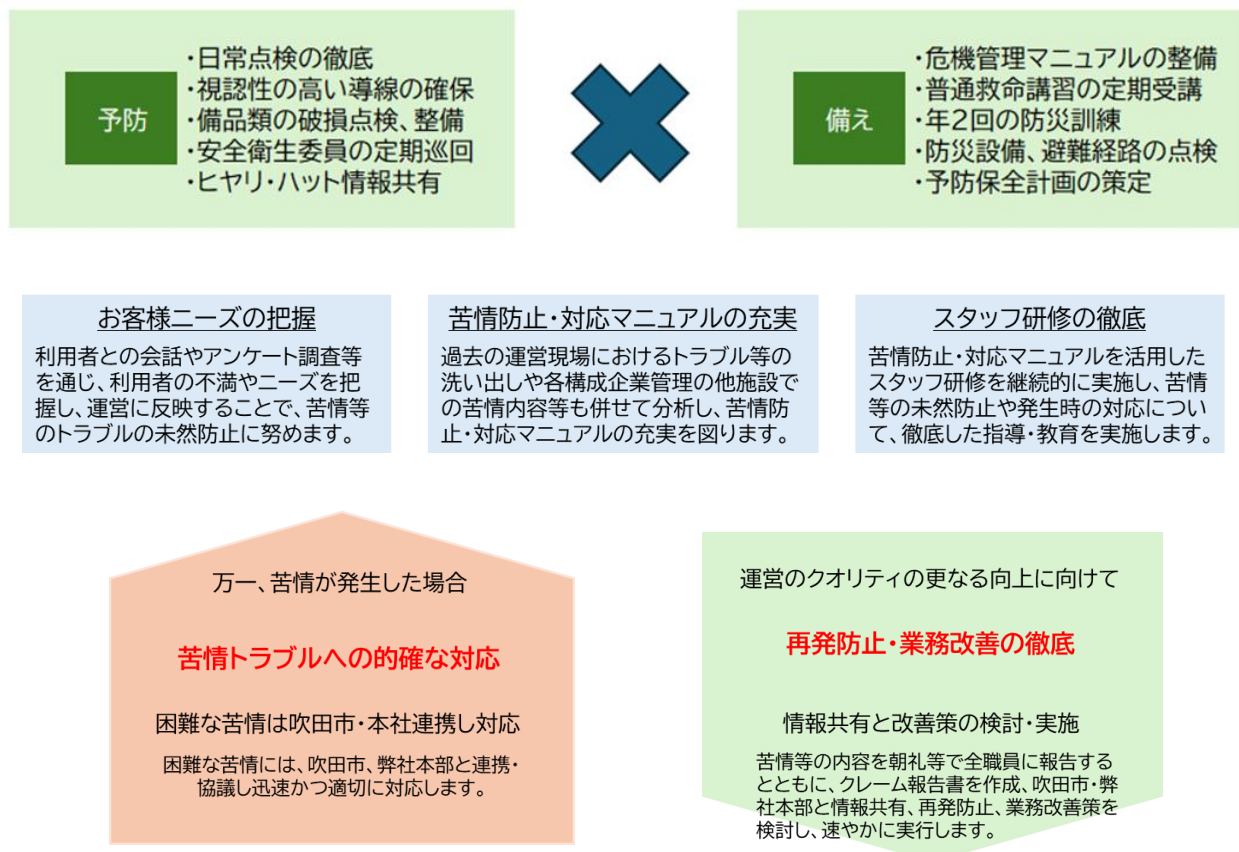 予防
・日常点検の徹底
・視認性の高い導線の確保
・備品類の破損点検、整備
・安全衛生委員の定期巡回
・ヒヤリ・ハット情報共有
備え
・危機管理マニュアルの整備
・普通救命講習の定期受講
・年2回の防災訓練
・防災設備、避難経路の点検
・予防保全計画の策定
お客様ニーズの把握
利用者との会話やアンケート調査等
を通じ、利用者の不満やニーズを把
握し、運営に反映することで、苦情等
のトラブルの未然防止に努めます。
苦情防止・対応マニュアルの充実
過去の運営現場におけるトラブル等の
洗い出しや各構成企業管理の他施設で
の苦情内容等も併せて分析し、苦情防
止・対応マニュアルの充実を図ります。
スタッフ研修の徹底
苦情防止・対応マニュアルを活用した
スタッフ研修を継続的に実施し、苦情
等の未然防止や発生時の対応につい
て、徹底した指導・教育を実施します。
万一、苦情が発生した場合
苦情トラブルへの的確な対応
困難な苦情は吹田市・本社連携し対応
困難な苦情には、吹田市、弊社本部と連携・
協議し迅速かつ適切に対応します。
運営のクオリティの更なる向上に向けて
再発防止・業務改善の徹底
情報共有と改善策の検討・実施
苦情等の内容を朝礼等で全職員に報告する
とともに、クレーム報告書を作成、吹田市・弊
社本部と情報共有、再発防止、業務改善策を
検討し、速やかに実行します。